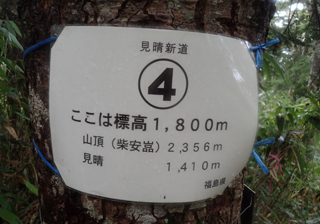 見晴新道
④
ここは標高1,800m
山頂（柴安嵓）2,356m
見晴 1,410m
福島県